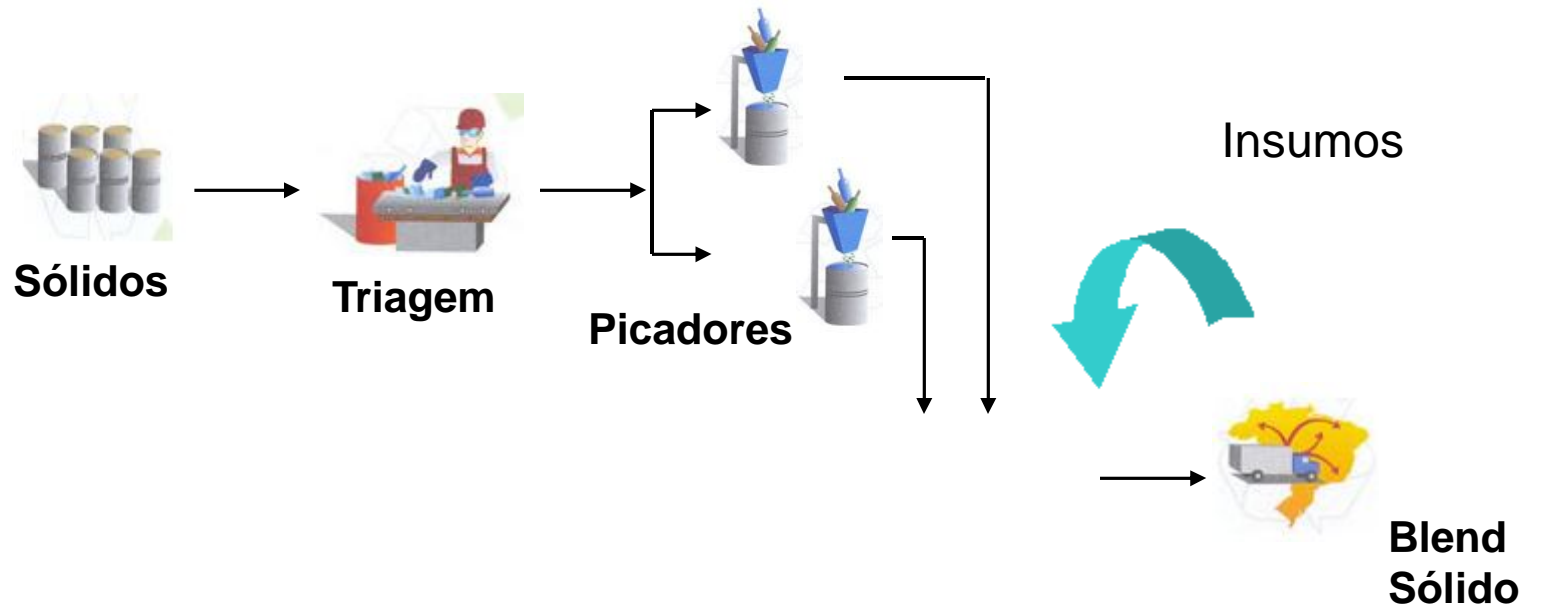 Insumos
Sólidos
Triagem
Picadores
Blend
Sólido